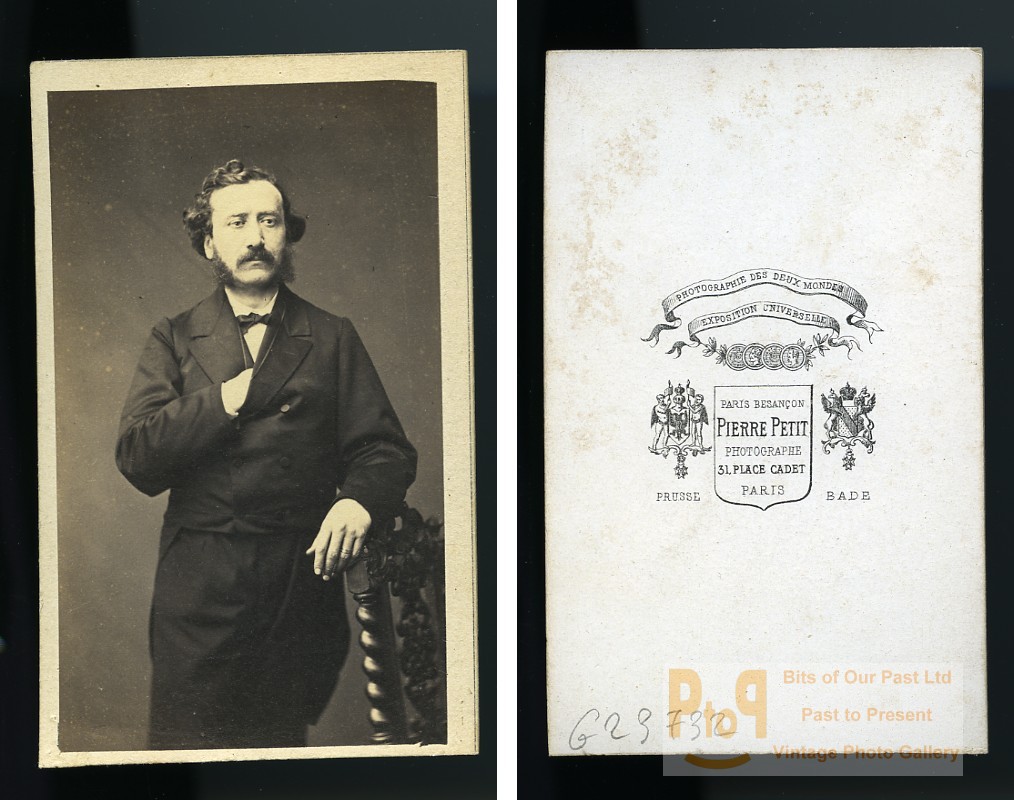 PHOTOGRAPHIE DES DEUX MONDES
EXPOSITION UNIVERSELLE
PARIS BESANÇON
PIERRE PETIT
PHOTOGRAPHE
31, PLACE CADET
PARIS
PRUSSE
BADE
G29732
PtoP
Bits of Our Past Ltd
Past to Present
Vintage Photo Gallery